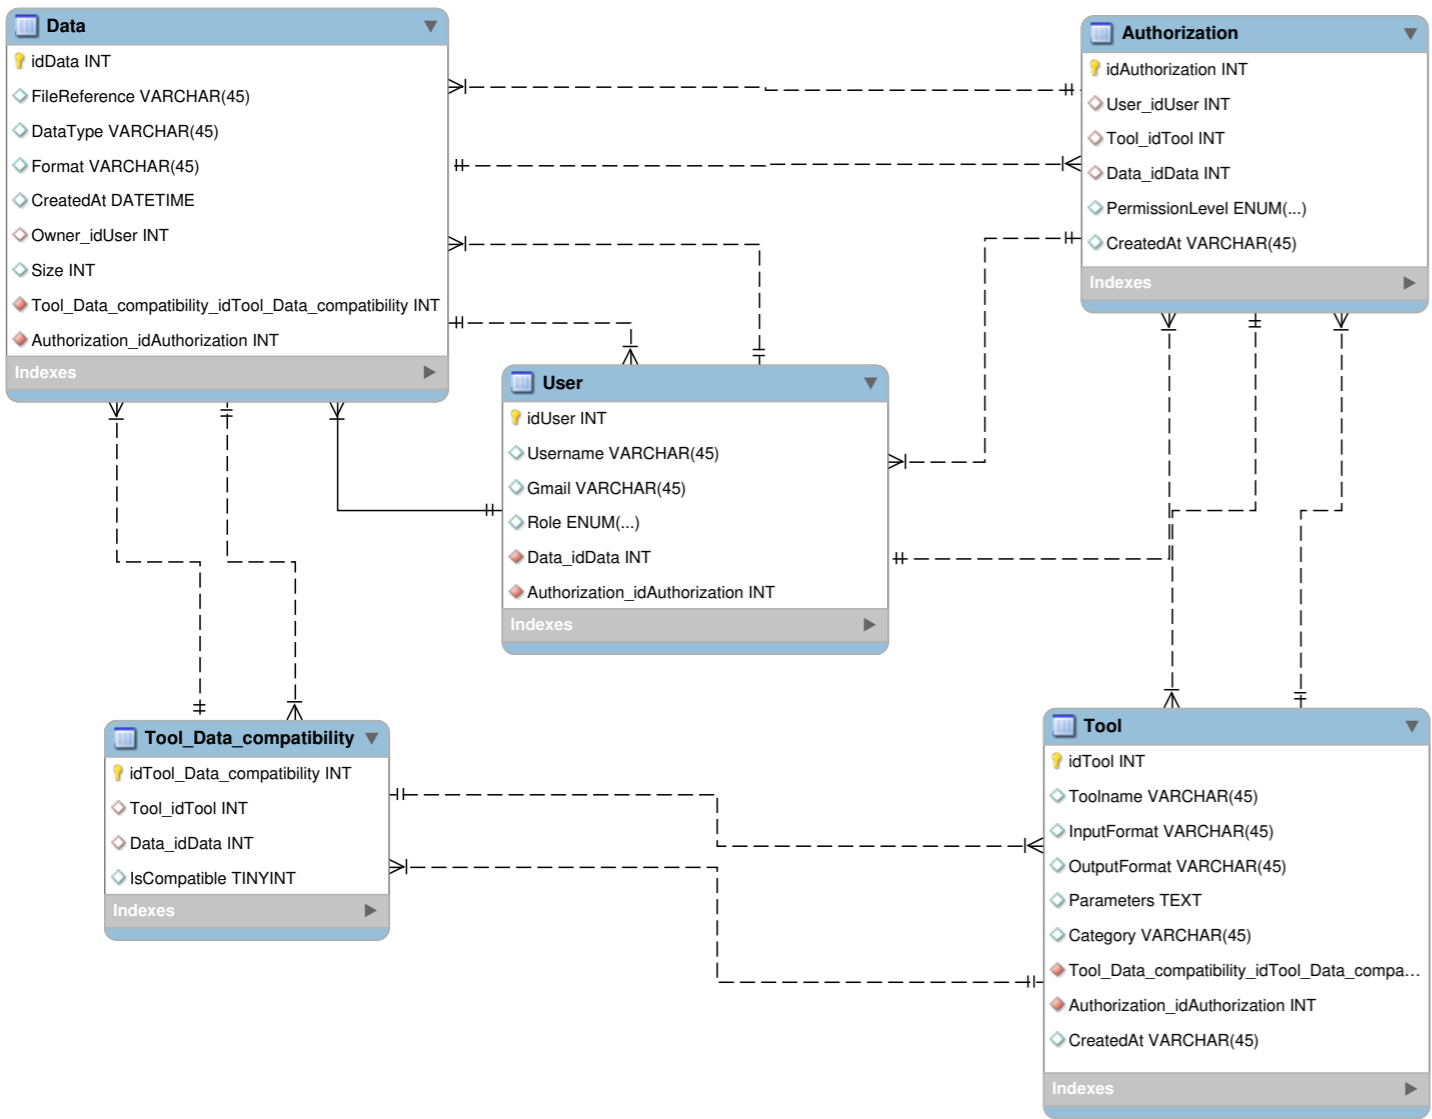 Data
idData INT
FileReference VARCHAR(45)
DataType VARCHAR(45)
Format VARCHAR(45)
CreatedAt DATETIME
Owner_idUser INT
Size INT
Tool_Data_compatibility_idTool_Data_compatibility INT
Authorization_idAuthorization INT
Indexes
Authorization
idAuthorization INT
User_idUser INT
Tool_idTool INT
Data_idData INT
PermissionLevel ENUM(...)
CreatedAt VARCHAR(45)
Indexes
User
idUser INT
Username VARCHAR(45)
Gmail VARCHAR(45)
Role ENUM(...)
Data_idData INT
Authorization_idAuthorization INT
Indexes
Tool_Data_compatibility
idTool_Data_compatibility INT
Tool_idTool INT
Data_idData INT
IsCompatible TINYINT
Indexes
Tool
idTool INT
Toolname VARCHAR(45)
InputFormat VARCHAR(45)
OutputFormat VARCHAR(45)
Parameters TEXT
Category VARCHAR(45)
Tool_Data_compatibility_idTool_Data_compa...
Authorization_idAuthorization INT
CreatedAt VARCHAR(45)
Indexes